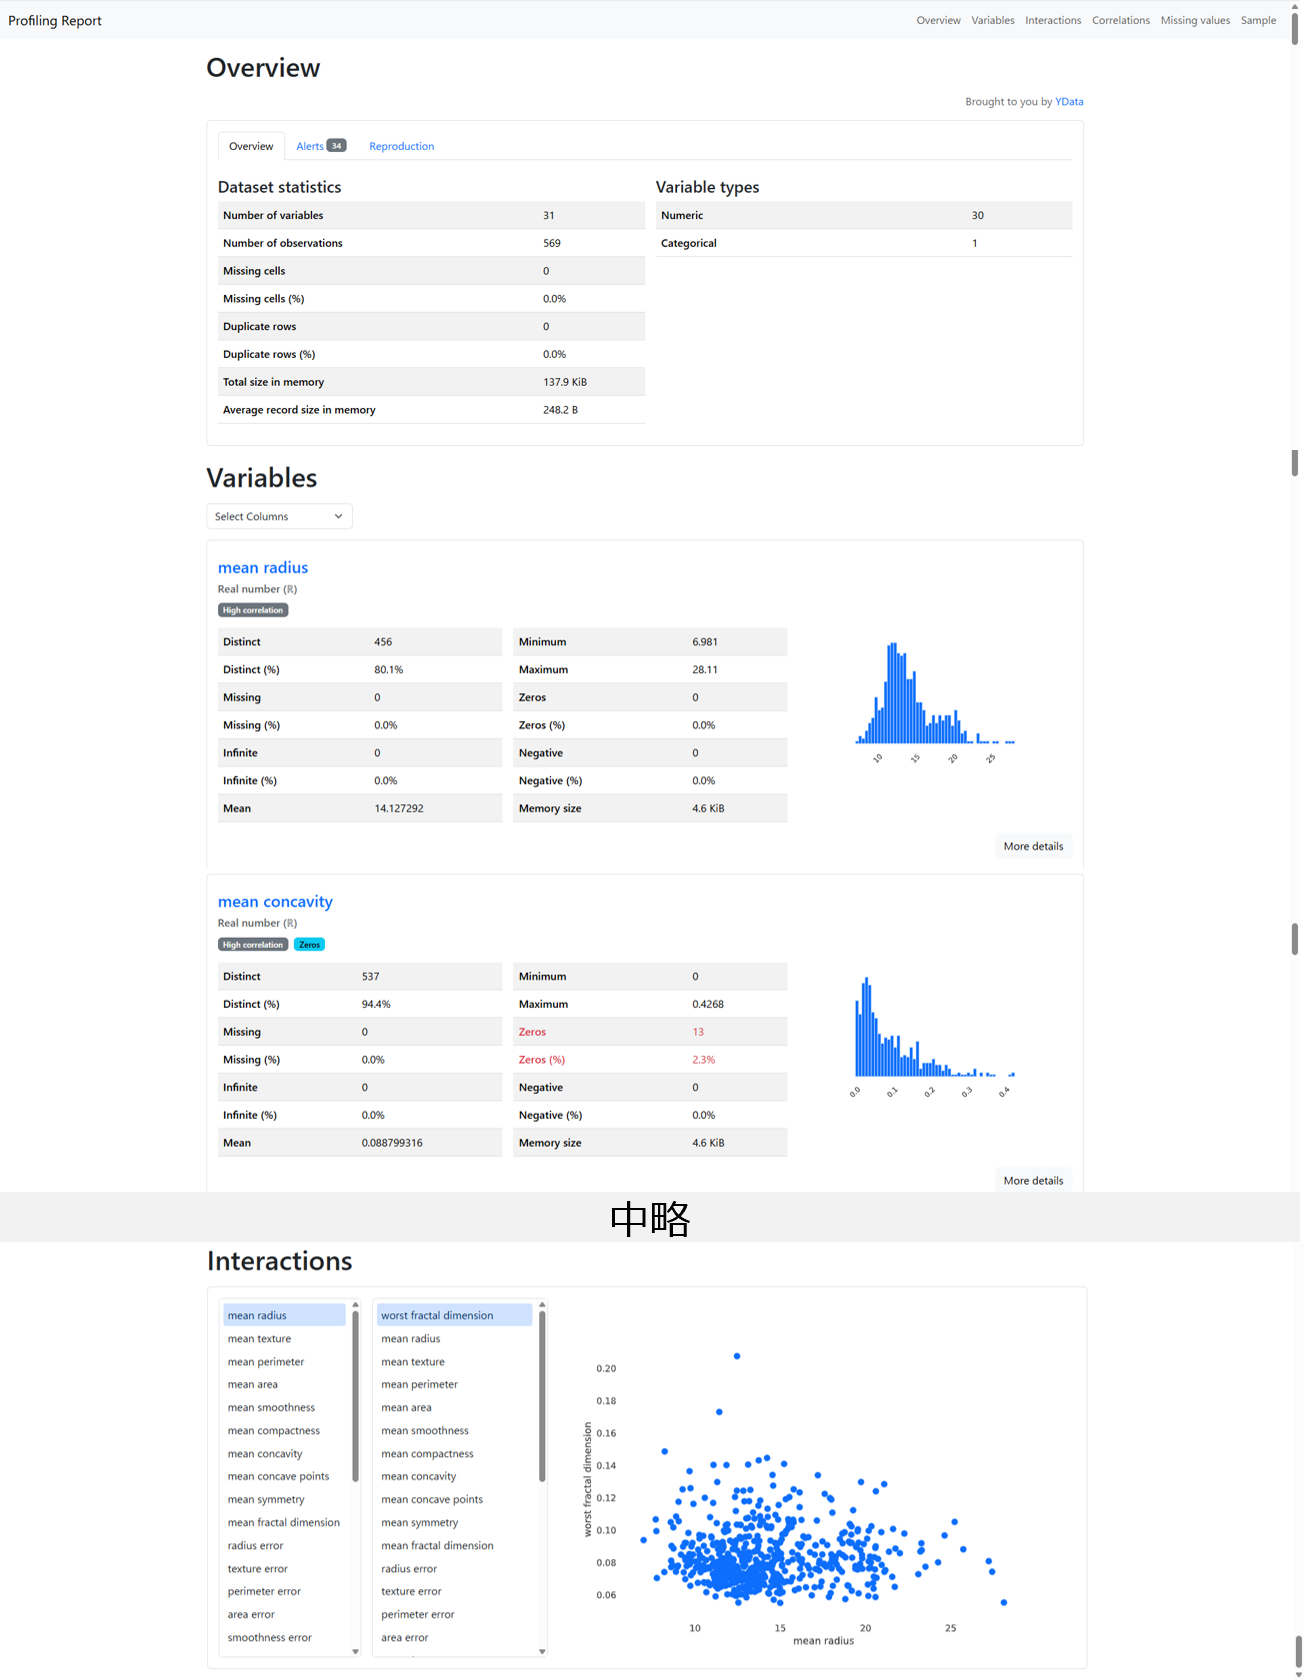 Profiling Report Overview Variables Interactions Correlations Missing values Sample
Overview
Brought to you by YData
Overview Alerts 34 Reproduction
Dataset statistics Variable types
Number of variables 31 Numeric 30
Number of observations 569 Categorical 1
Missing cells 0
Missing cells (%) 0.0%
Duplicate rows 0
Duplicate rows (%) 0.0%
Total size in memory 137.9 KiB
Average record size in memory 248.2 B
Variables
Select Columns
mean radius
Real number (ℝ)
High correlation
Distinct 456 Minimum 6.981
Distinct (%) 80.1% Maximum 28.11
Missing 0 Zeros 0
Missing (%) 0.0% Zeros (%) 0.0%
Infinite 0 Negative 0
Infinite (%) 0.0% Negative (%) 0.0%
Mean 14.127292 Memory size 4.6 KiB
10 15 20 25
More details
mean concavity
Real number (ℝ)
High correlation Zeros
Distinct 537 Minimum 0
Distinct (%) 94.4% Maximum 0.4268
Missing 0 Zeros 13
Missing (%) 0.0% Zeros (%) 2.3%
Infinite 0 Negative 0
Infinite (%) 0.0% Negative (%) 0.0%
Mean 0.088799316 Memory size 4.6 KiB
0.0 0.1 0.2 0.3 0.4
More details
中略
Interactions
mean radius
mean texture
mean perimeter
mean area
mean smoothness
mean compactness
mean concavity
mean concave points
mean symmetry
mean fractal dimension
radius error
texture error
perimeter error
area error
smoothness error
worst fractal dimension
mean radius
mean texture
mean perimeter
mean area
mean smoothness
mean compactness
mean concavity
mean concave points
mean symmetry
mean fractal dimension
radius error
texture error
perimeter error
area error
worst fractal dimension
0.20
0.18
0.16
0.14
0.12
0.10
0.08
0.06
10 15 20 25
mean radius